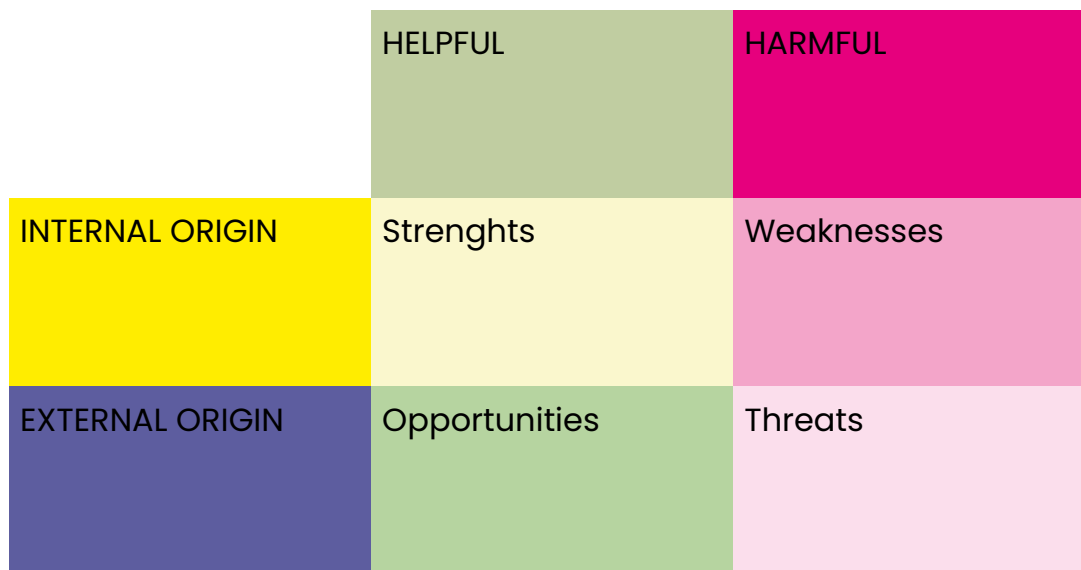 HELPFUL HARMFUL
INTERNAL ORIGIN Strenghts Weaknesses
EXTERNAL ORIGIN Opportunities Threats